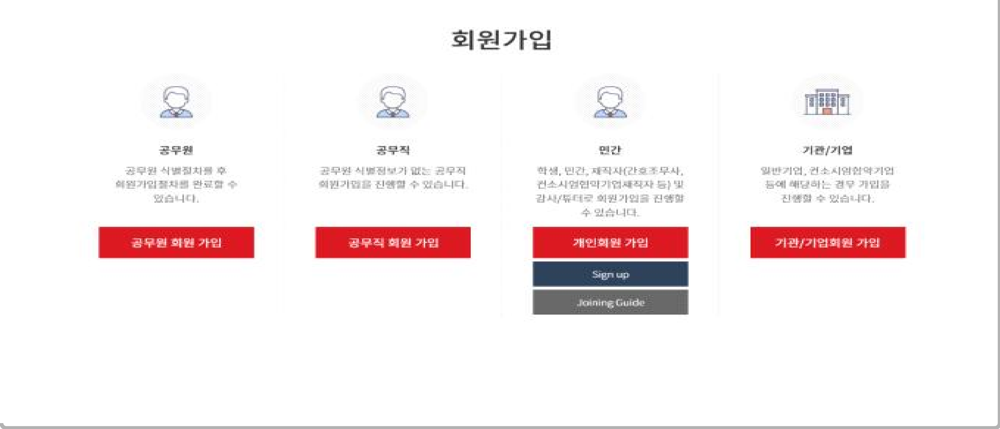 회원가입
공무원
공무원 식별절차를 후
회원가입절차를 완료할 수
있습니다.
공무원 회원 가입
공무직
공무원 식별정보가 없는 공무직
회원가입을 진행할 수 있습니다.
공무직 회원 가입
민간
학생, 민간, 재직자(간호조무사,
컨소시엄협약기업재직자 등) 및
강사/튜터로 회원가입을 진행할
수 있습니다.
개인회원 가입
Sign up
Joining Guide
기관/기업
일반기업, 컨소시엄협약기업
등에 해당하는 경우 가입을
진행할 수 있습니다.
기관/기업회원 가입